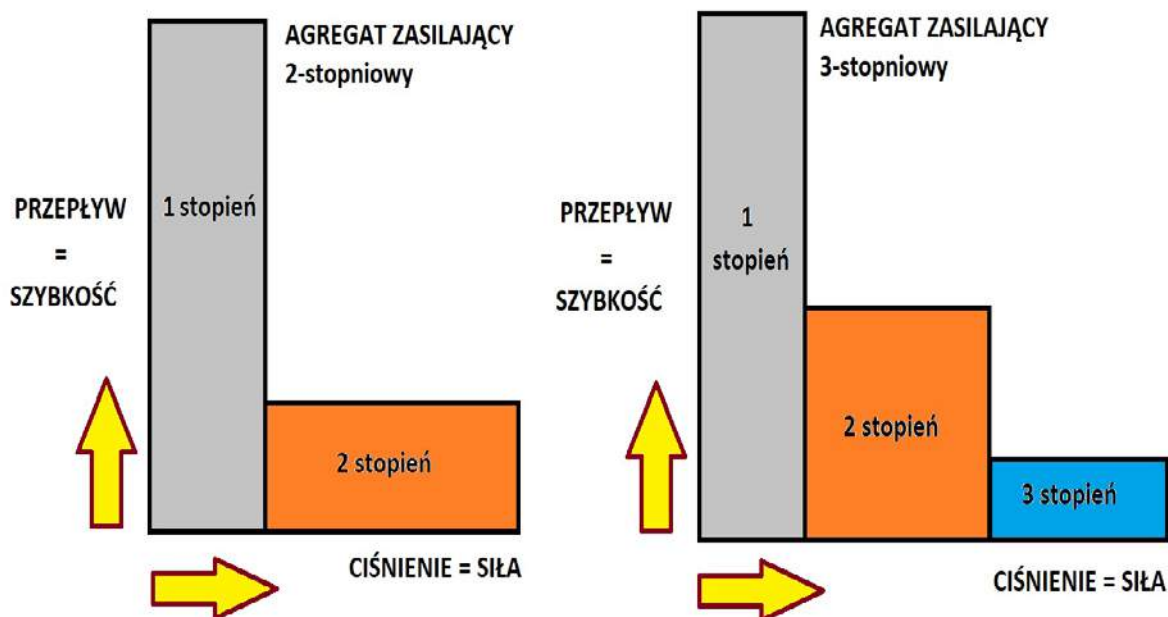 AGREGAT ZASILAJĄCY
2-stopniowy
PRZEPŁYW
=
SZYBKOŚĆ
1 stopień
2 stopień
CIŚNIENIE = SIŁA
AGREGAT ZASILAJĄCY
3-stopniowy
PRZEPŁYW
=
SZYBKOŚĆ
1
stopień
2 stopień
3 stopień
CIŚNIENIE = SIŁA